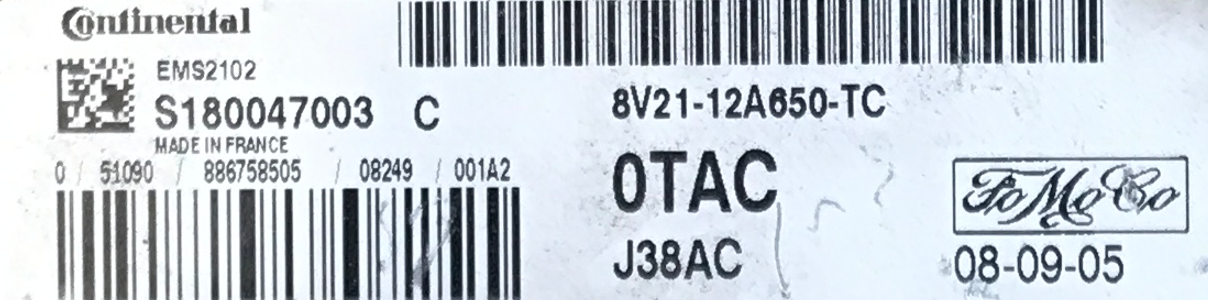 Continental
EMS2102
S180047003 C
MADE IN FRANCE
0 / 51090 / 886758505 / 08249 / 001A2
8V21-12A650-TC
0TAC
J38AC
FoMoCo
08-09-05